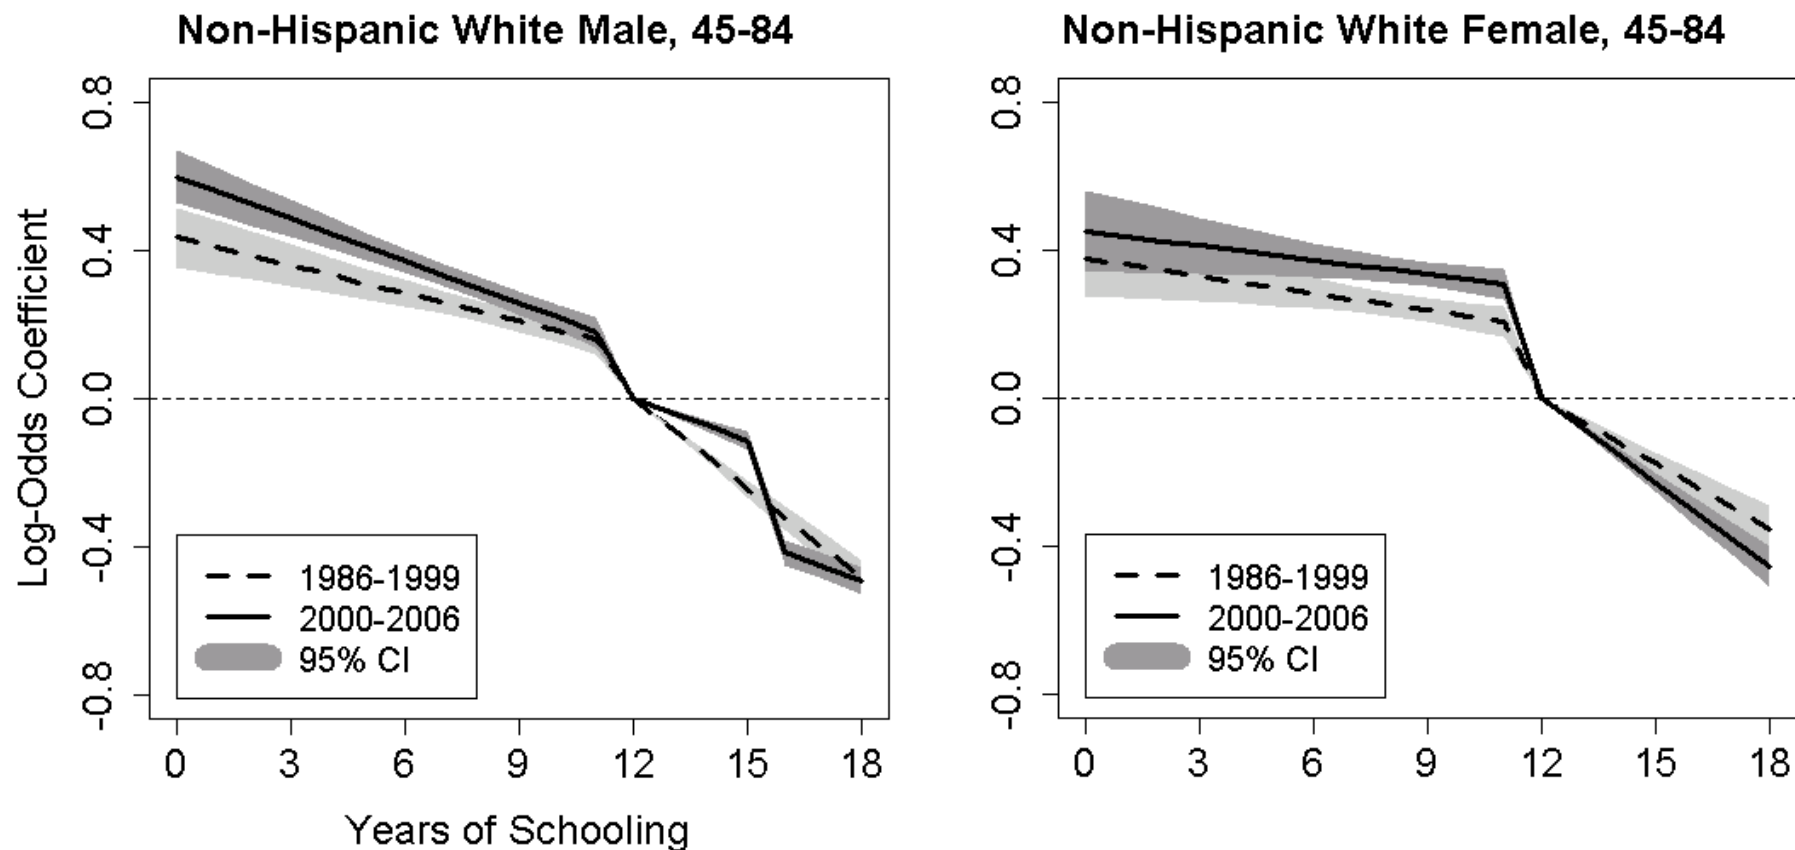 Non-Hispanic White Male, 45-84
Log-Odds Coefficient
0.8
0.4
0.0
-0.4
-0.8
1986-1999
2000-2006
95% CI
0 3 6 9 12 15 18
Years of Schooling
Non-Hispanic White Female, 45-84
0.8
0.4
0.0
-0.4
-0.8
1986-1999
2000-2006
95% CI
0 3 6 9 12 15 18